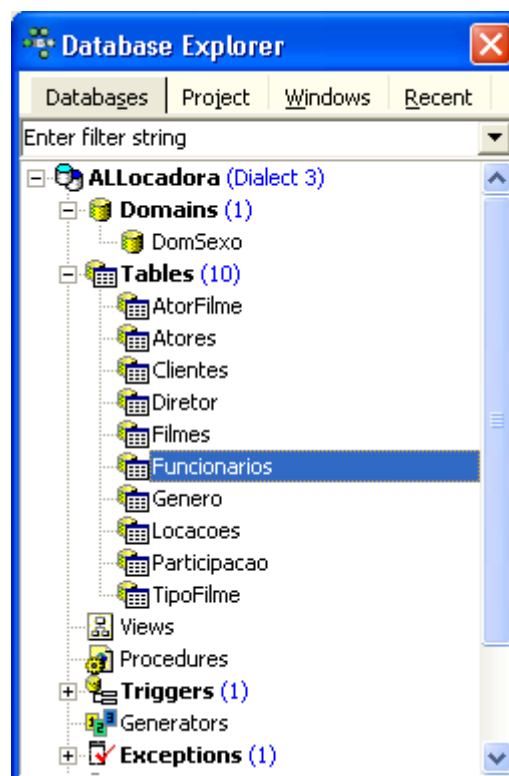 Database Explorer
Databases Project Windows Recent
Enter filter string
ALLocadora (Dialect 3)
Domains (1)
DomSexo
Tables (10)
AtorFilme
Atores
Clientes
Diretor
Filmes
Funcionarios
Genero
Locacoes
Participacao
TipoFilme
Views
Procedures
Triggers (1)
Generators
Exceptions (1)